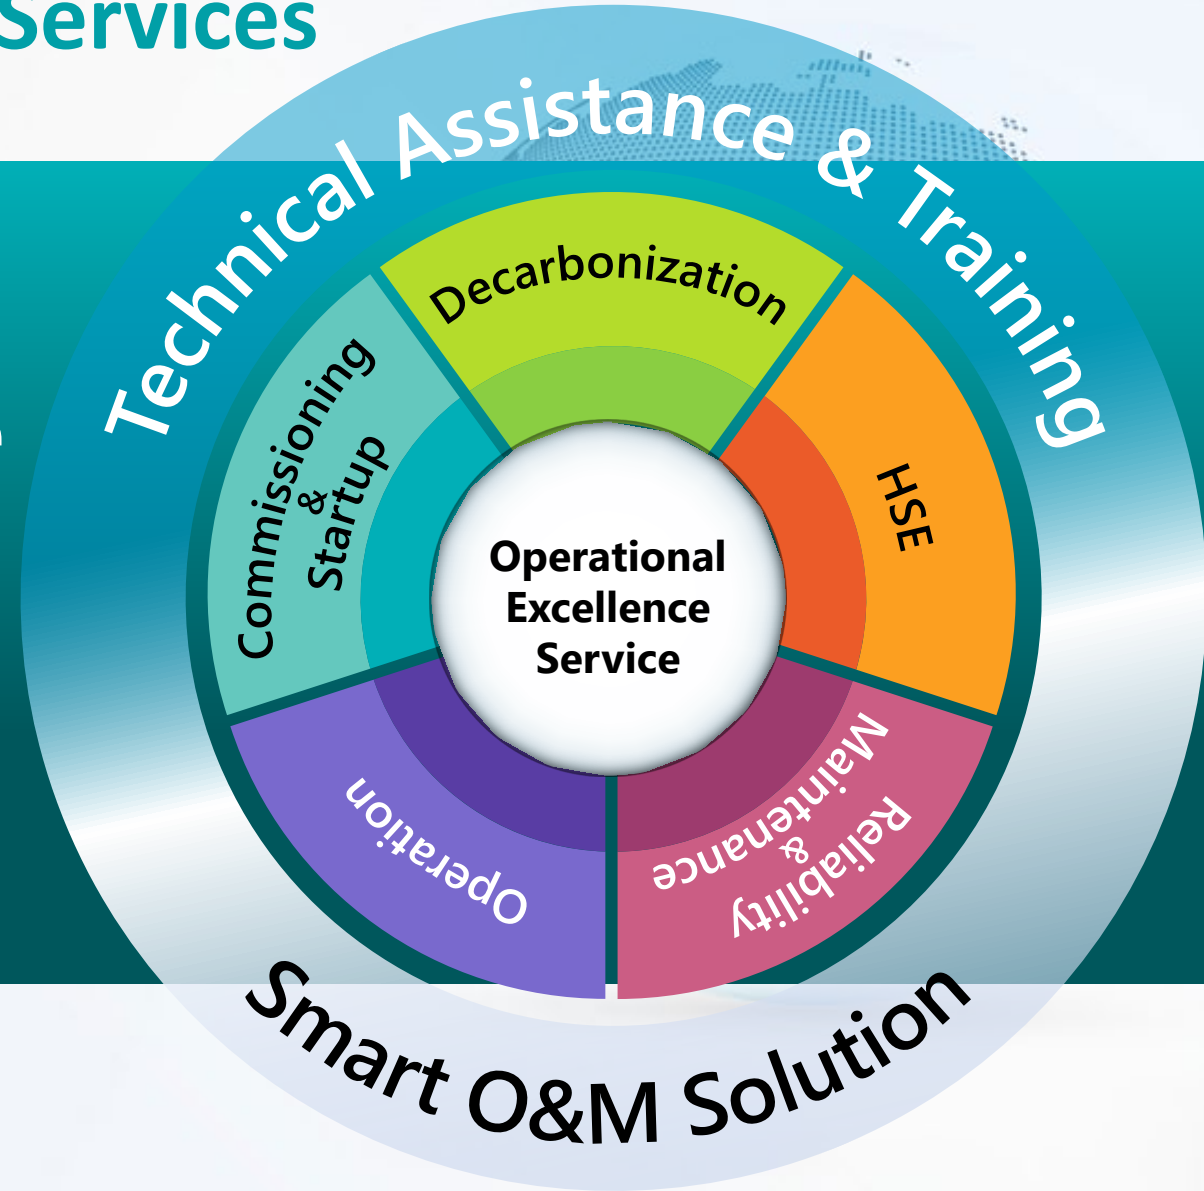 Services
Technical Assistance & Training
Decarbonization
HSE
Reliability
&
Maintenance
Operation
Commissioning
&
Startup
Operational
Excellence
Service
Smart O&M Solution